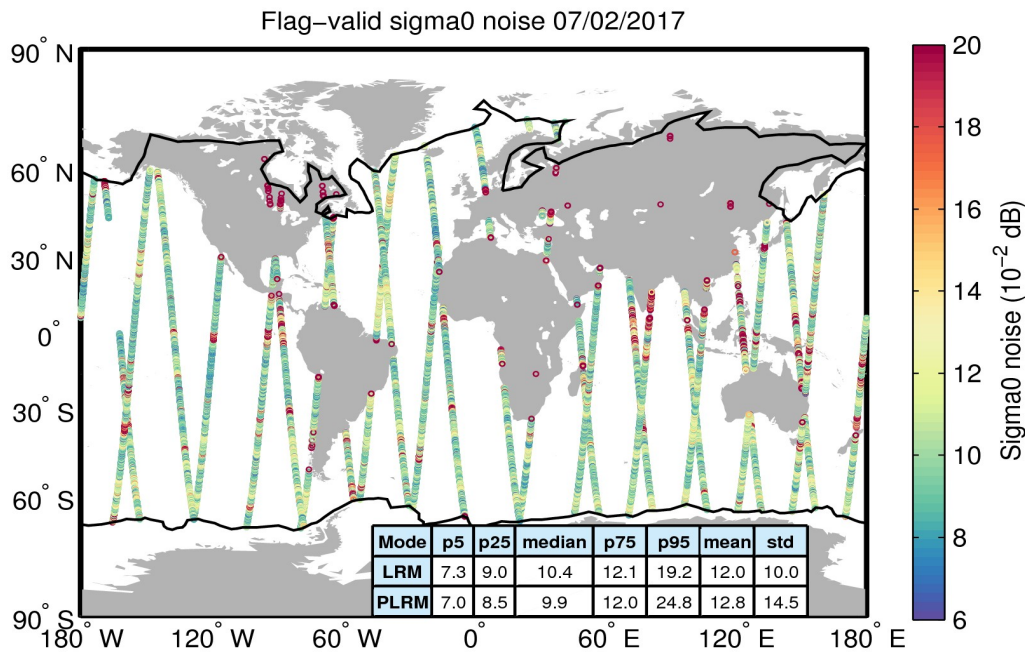 Flag−valid sigma0 noise 07/02/2017
90° N
60° N
30° N
0°
30° S
60° S
90° S
180° W
120° W
60° W
0°
60° E
120° E
180° E
20
18
16
14
12
10
8
6
Sigma0 noise (10⁻² dB)
Mode p5 p25 median p75 p95 mean std
LRM 7.3 9.0 10.4 12.1 19.2 12.0 10.0
PLRM 7.0 8.5 9.9 12.0 24.8 12.8 14.5